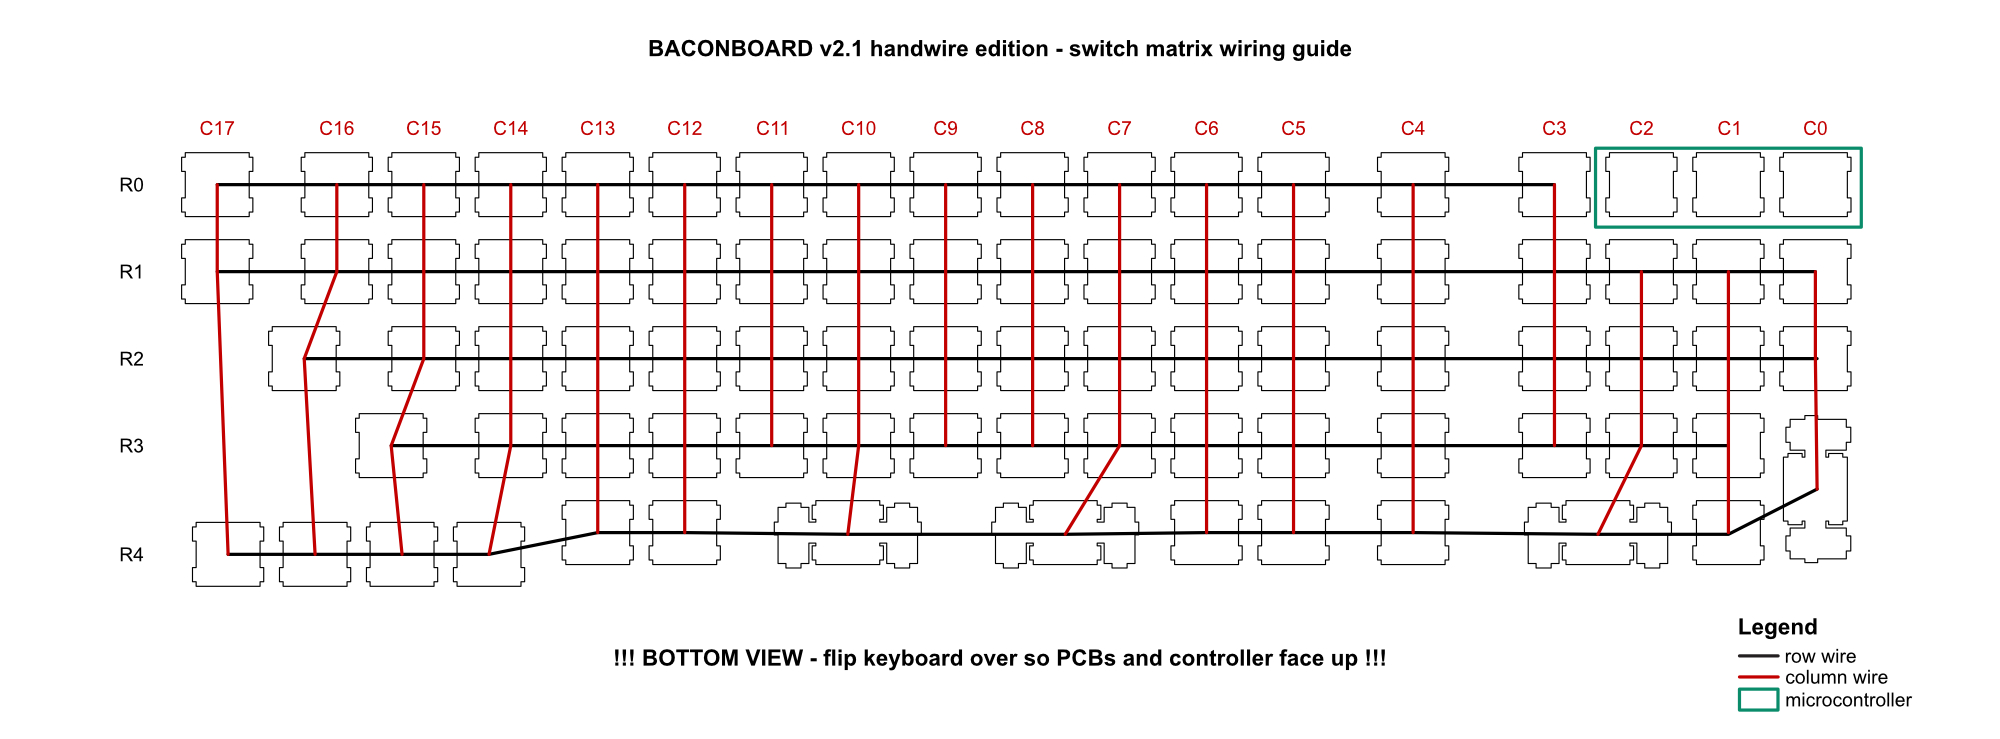 BACONBOARD v2.1 handwire edition - switch matrix wiring guide
C17 C16 C15 C14 C13 C12 C11 C10 C9 C8 C7 C6 C5 C4 C3 C2 C1 C0
R0
R1
R2
R3
R4
!!! BOTTOM VIEW - flip keyboard over so PCBs and controller face up !!!
Legend
row wire
column wire
microcontroller